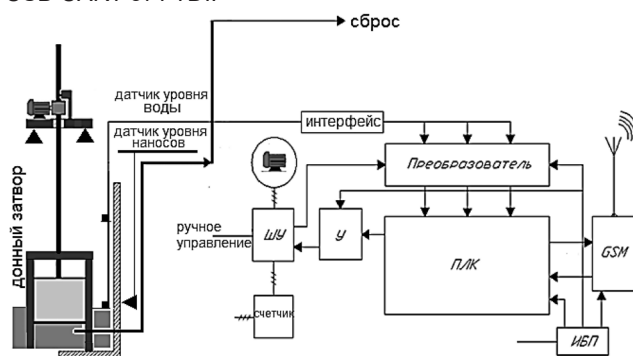 сброс
датчик уровня
воды
датчик уровня
наносов
интерфейс
Преобразователь
донный затвор
ручное
управление
ШУ
У
ПЛК
GSM
счетчик
ИБП